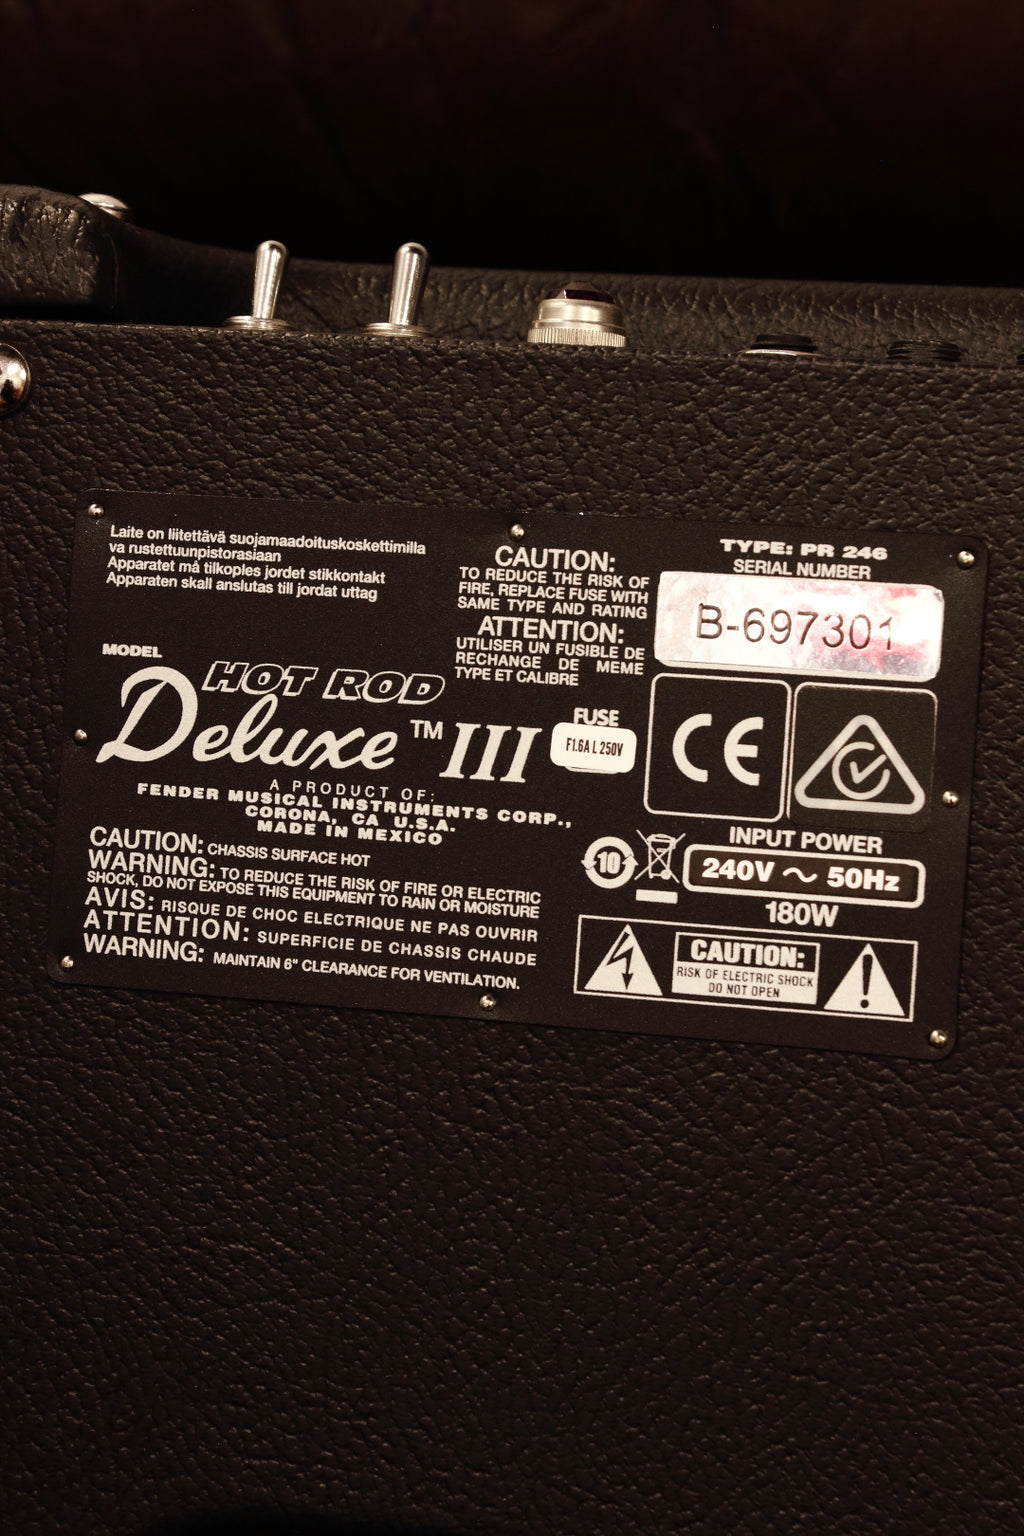 Laite on liitettävä suojamaadoituskoskettimilla
va rustettuunpistorasiaan
Apparatet må tilkoples jordet stikkontakt
Apparaten skall anslutas till jordat uttag
CAUTION:
TO REDUCE THE RISK OF
FIRE, REPLACE FUSE WITH
SAME TYPE AND RATING
ATTENTION:
UTILISER UN FUSIBLE DE
RECHANGE DE MEME
TYPE ET CALIBRE
TYPE: PR 246
SERIAL NUMBER
B-697301
MODEL
HOT ROD
Deluxe™ III
FUSE
F1.6A L 250V
CE
A PRODUCT OF:
FENDER MUSICAL INSTRUMENTS CORP.,
CORONA, CA U.S.A.
MADE IN MEXICO
CAUTION: CHASSIS SURFACE HOT
WARNING: TO REDUCE THE RISK OF FIRE OR ELECTRIC
SHOCK, DO NOT EXPOSE THIS EQUIPMENT TO RAIN OR MOISTURE
AVIS: RISQUE DE CHOC ELECTRIQUE NE PAS OUVRIR
ATTENTION: SUPERFICIE DE CHASSIS CHAUDE
WARNING: MAINTAIN 6" CLEARANCE FOR VENTILATION.
10
INPUT POWER
240V ~ 50Hz
180W
CAUTION:
RISK OF ELECTRIC SHOCK
DO NOT OPEN